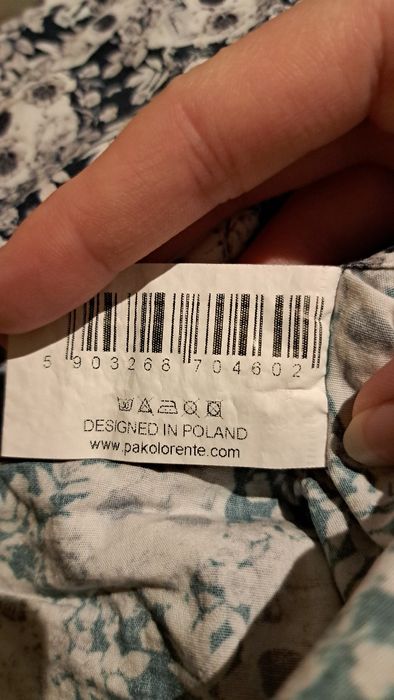 5 903268 704602
DESIGNED IN POLAND
www.pakolorente.com